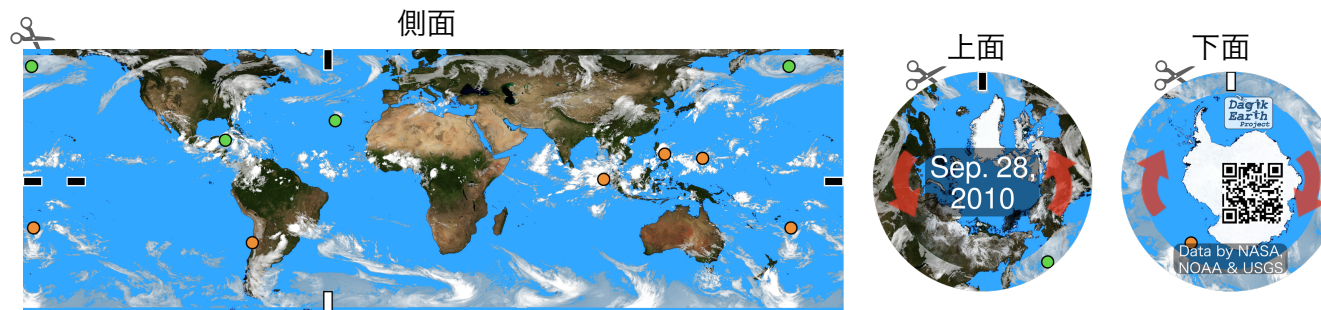 側面
上面
下面
Sep. 28,
2010
Dagik
Earth
Project
Data by NASA,
NOAA & USGS